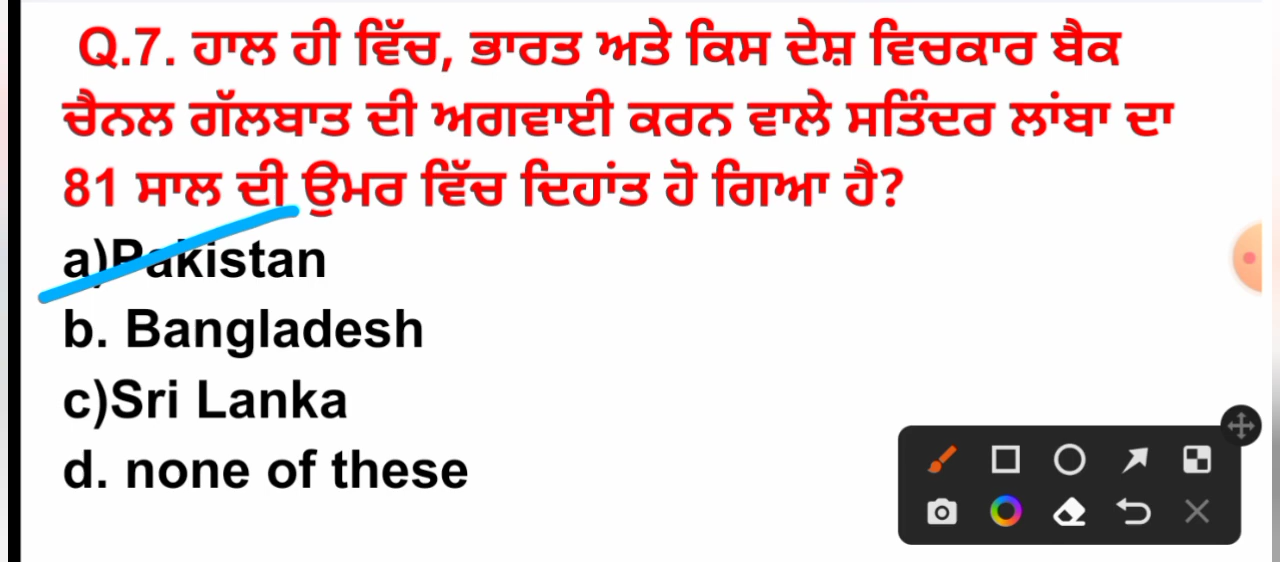 Q.7. ਹਾਲ ਹੀ ਵਿੱਚ, ਭਾਰਤ ਅਤੇ ਕਿਸ ਦੇਸ਼ ਵਿਚਕਾਰ ਬੈਕ
ਚੈਨਲ ਗੱਲਬਾਤ ਦੀ ਅਗਵਾਈ ਕਰਨ ਵਾਲੇ ਸਤਿੰਦਰ ਲਾਂਬਾ ਦਾ
81 ਸਾਲ ਦੀ ਉਮਰ ਵਿੱਚ ਦਿਹਾਂਤ ਹੋ ਗਿਆ ਹੈ?
a)Pakistan
b. Bangladesh
c)Sri Lanka
d. none of these